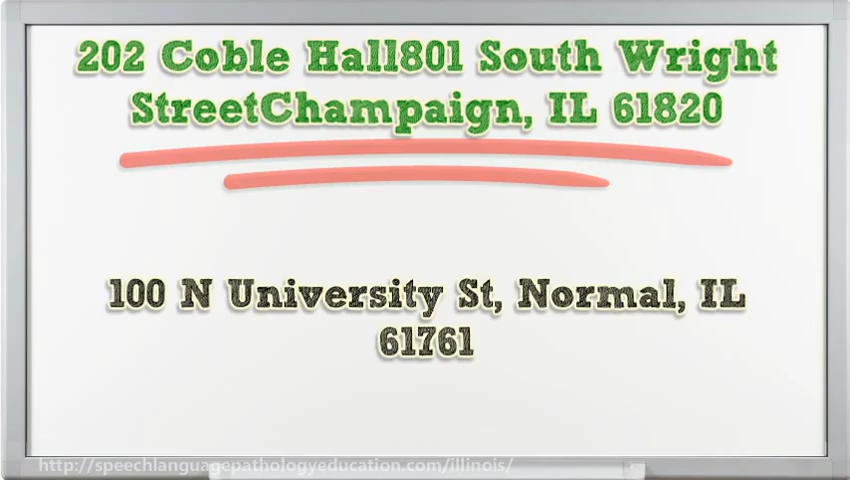 202 Coble Hall801 South Wright
StreetChampaign, IL 61820
100 N University St, Normal, IL
61761
http://speechlanguagepathologyeducation.com/illinois/